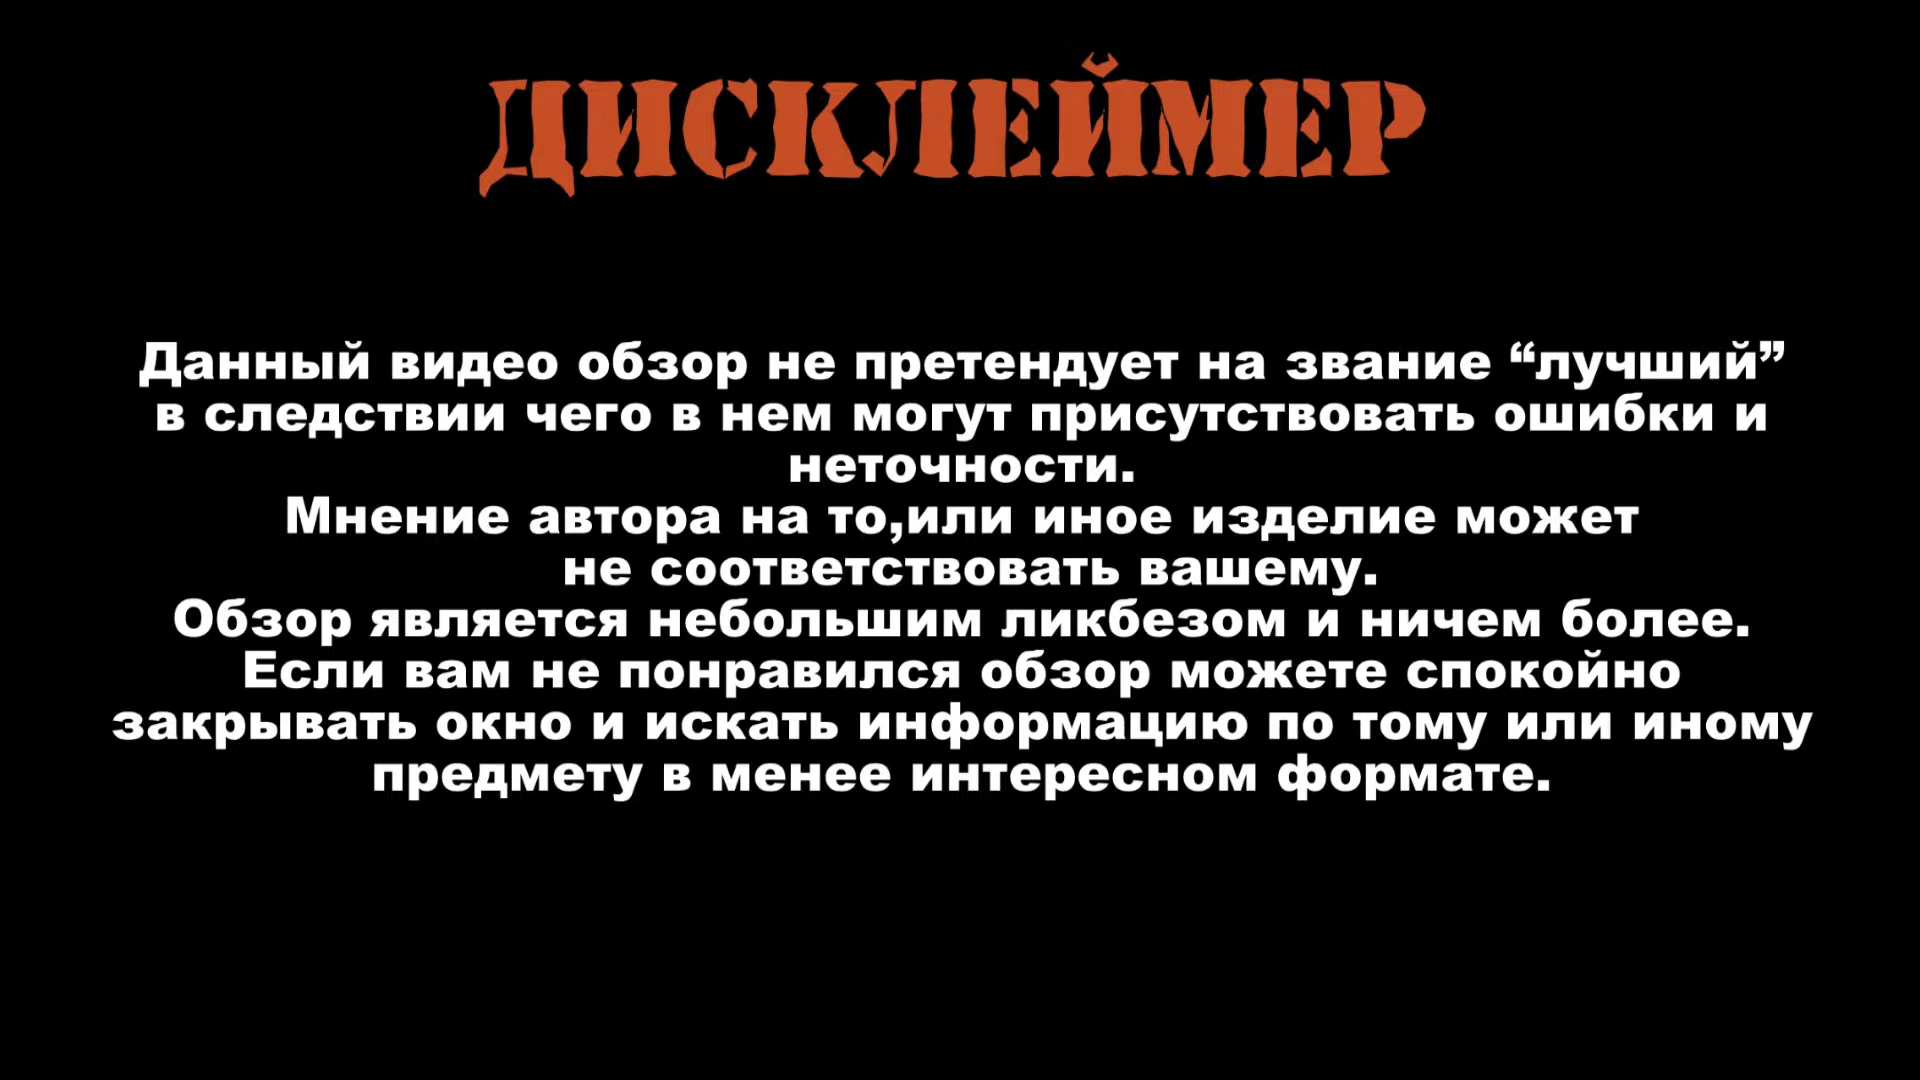 ДИСКЛЕЙМЕР
Данный видео обзор не претендует на звание “лучший”
в следствии чего в нем могут присутствовать ошибки и
неточности.
Мнение автора на то,или иное изделие может
не соответствовать вашему.
Обзор является небольшим ликбезом и ничем более.
Если вам не понравился обзор можете спокойно
закрывать окно и искать информацию по тому или иному
предмету в менее интересном формате.